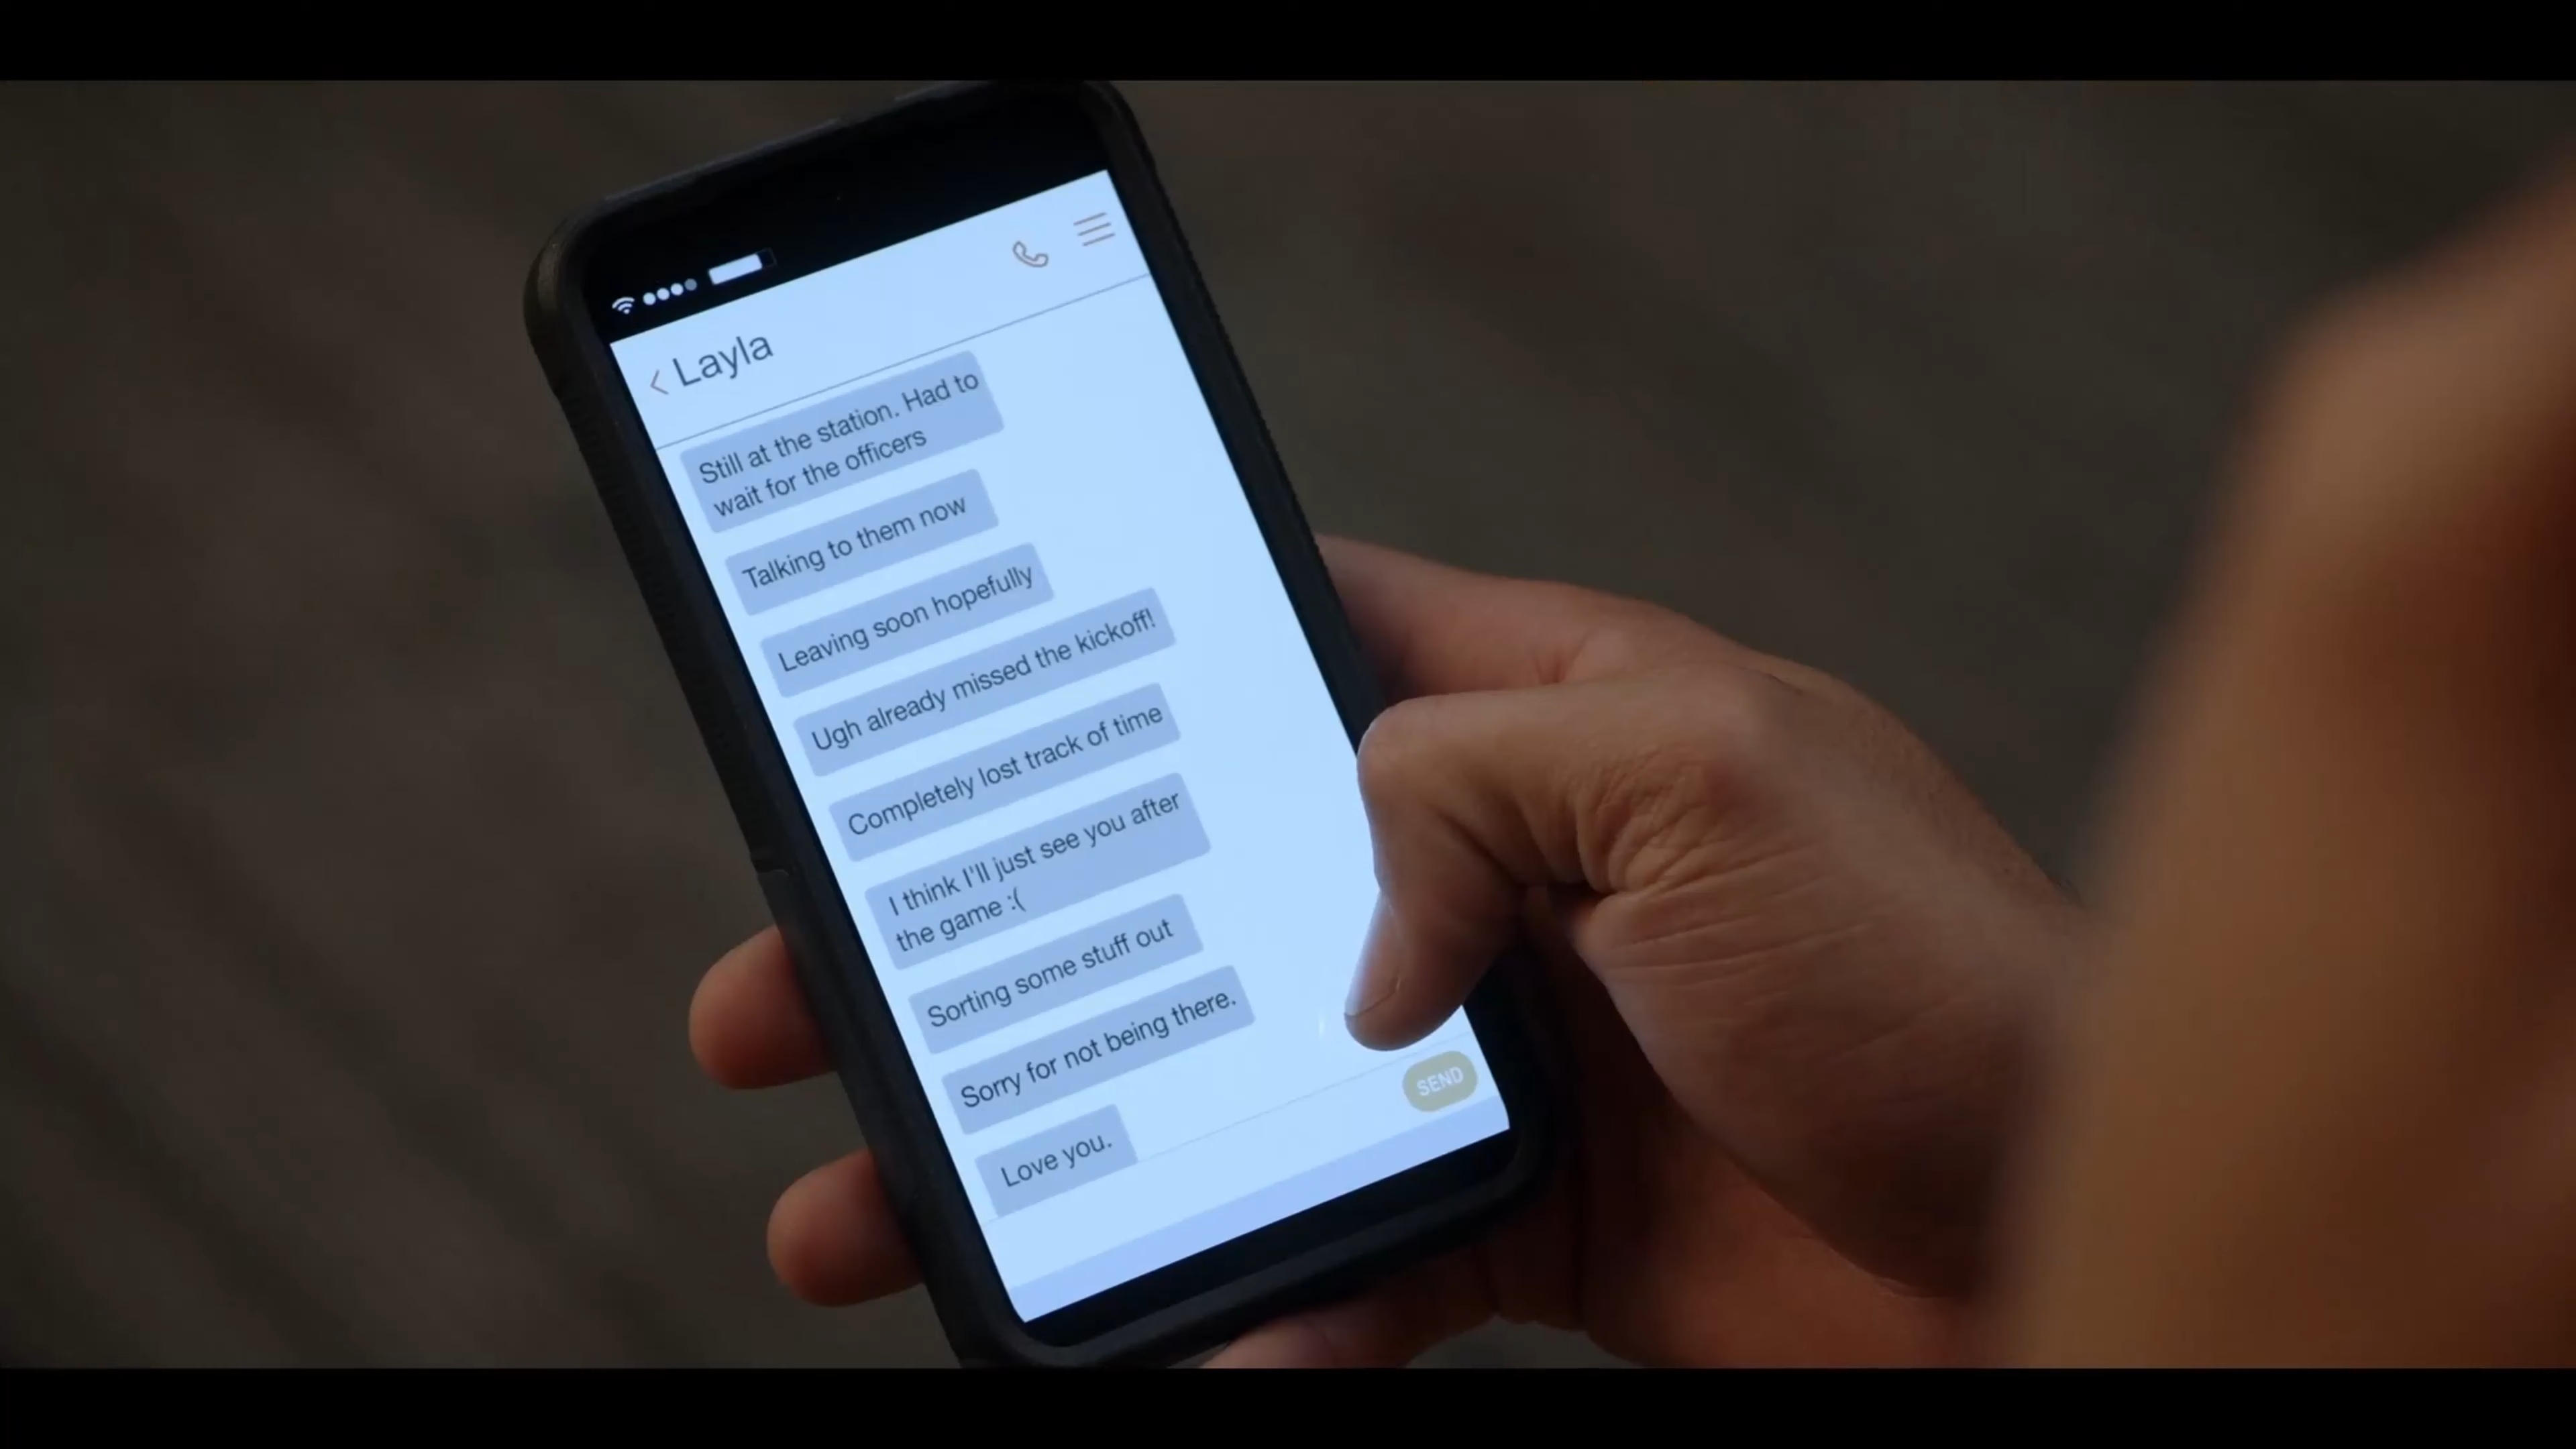 Layla
Still at the station. Had to
wait for the officers
Talking to them now
Leaving soon hopefully
Ugh already missed the kickoff!
Completely lost track of time
I think I'll just see you after
the game :(
Sorting some stuff out
Sorry for not being there.
Love you.
SEND